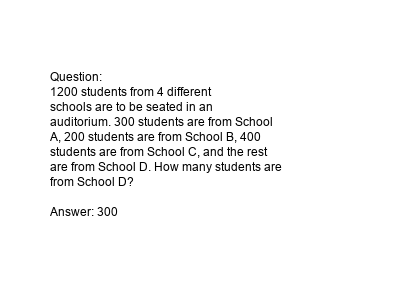 Question:
1200 students from 4 different
schools are to be seated in an
auditorium. 300 students are from School
A, 200 students are from School B, 400
students are from School C, and the rest
are from School D. How many students are
from School D?
Answer: 300